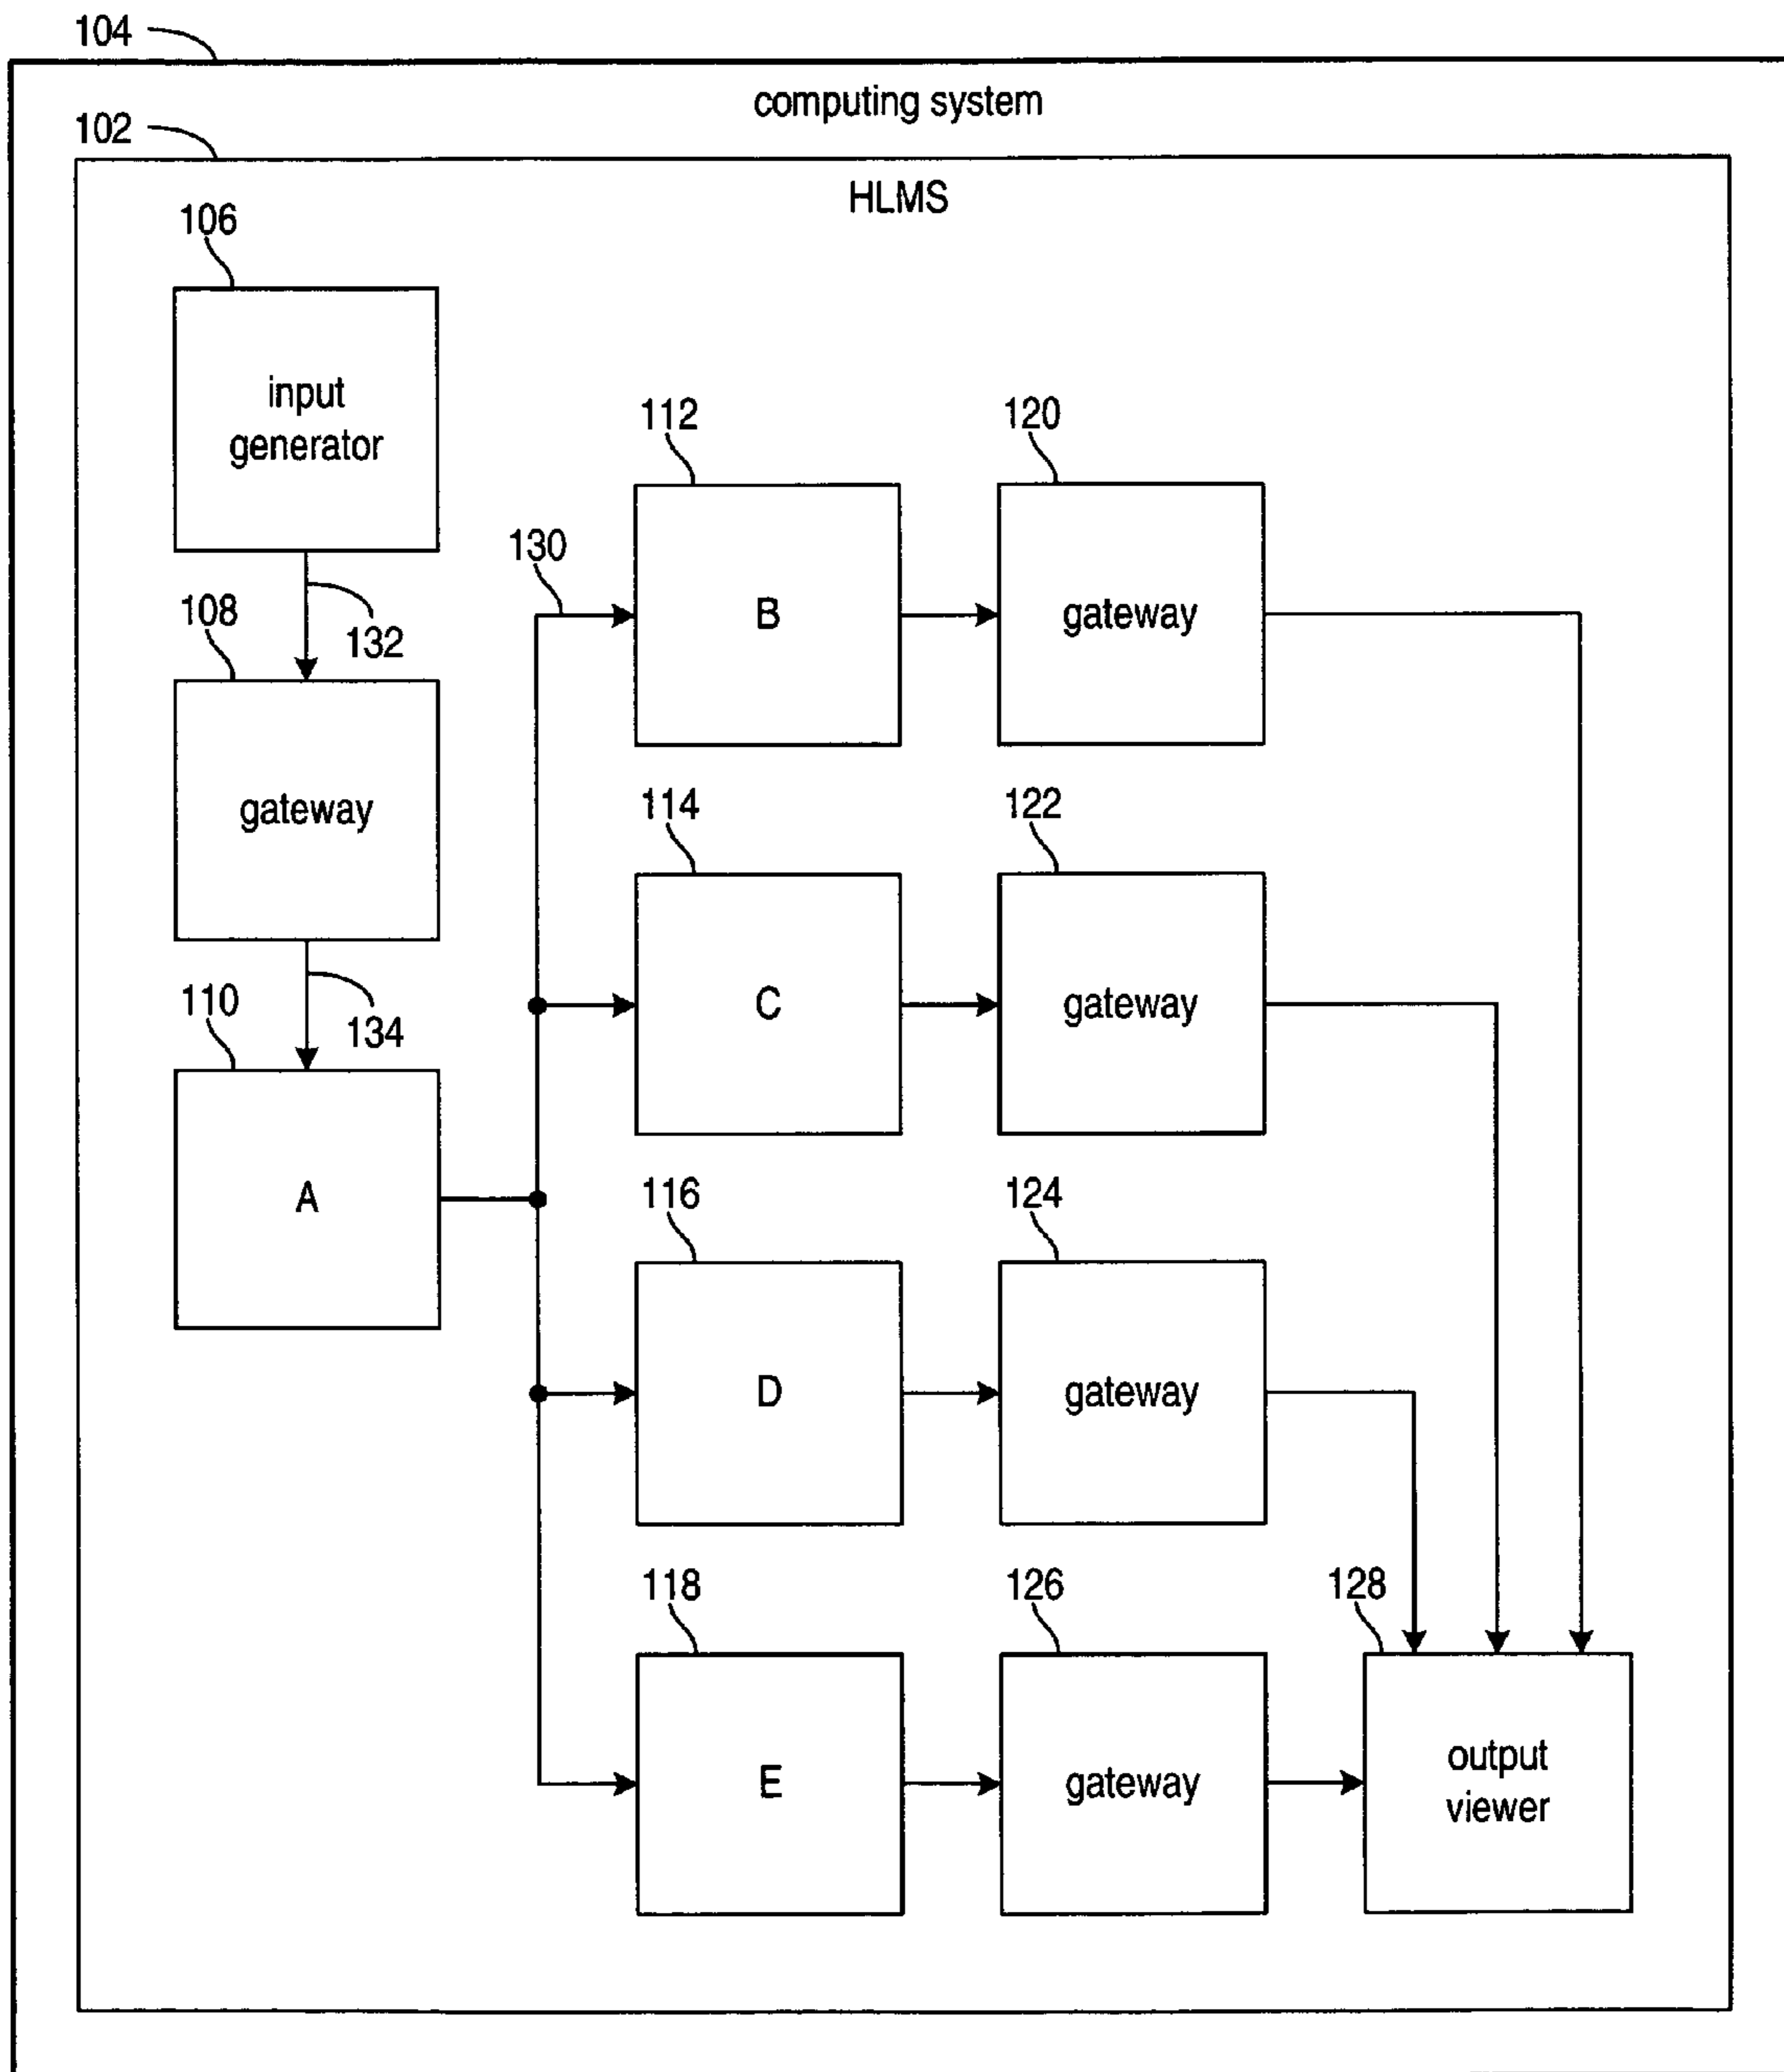 104
computing system
102
HLMS
106
input
generator
112
120
130
132
B
gateway
108
gateway
114
122
134
C
gateway
110
A
116
124
D
gateway
118
126
128
E
gateway
output
viewer